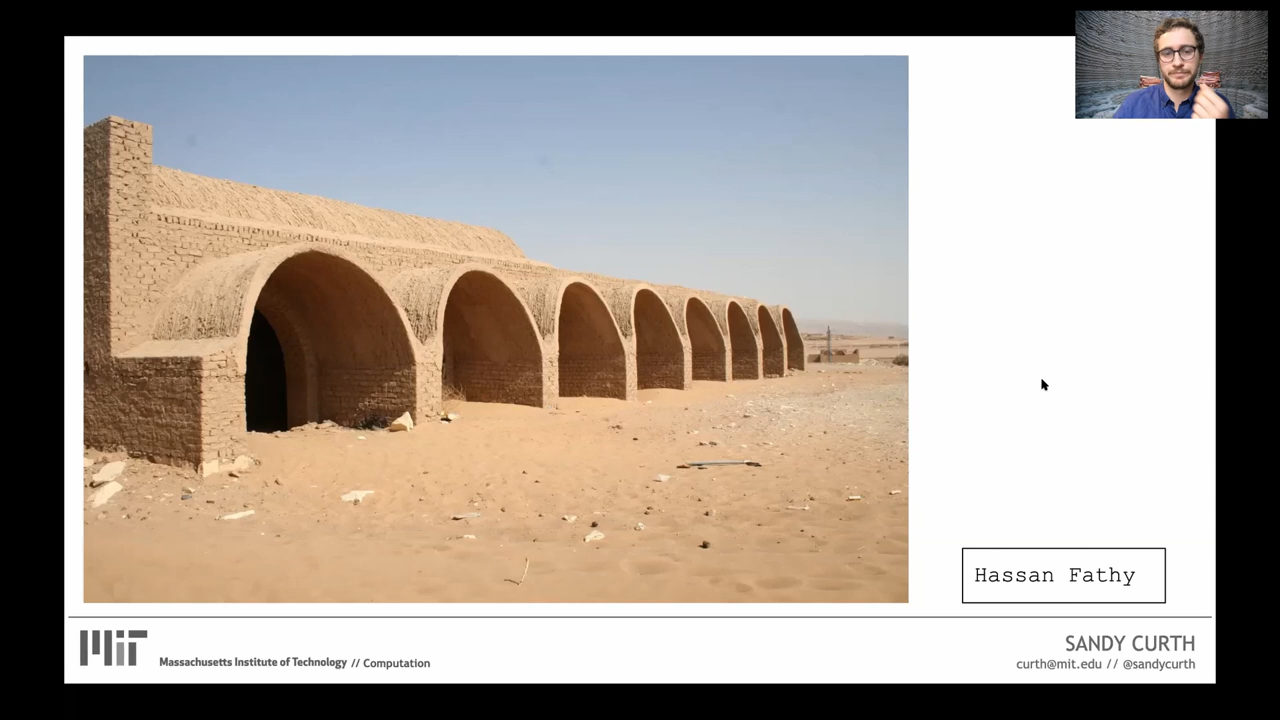 Hassan Fathy
MIT
Massachusetts Institute of Technology // Computation
SANDY CURTH
curth@mit.edu // @sandycurth